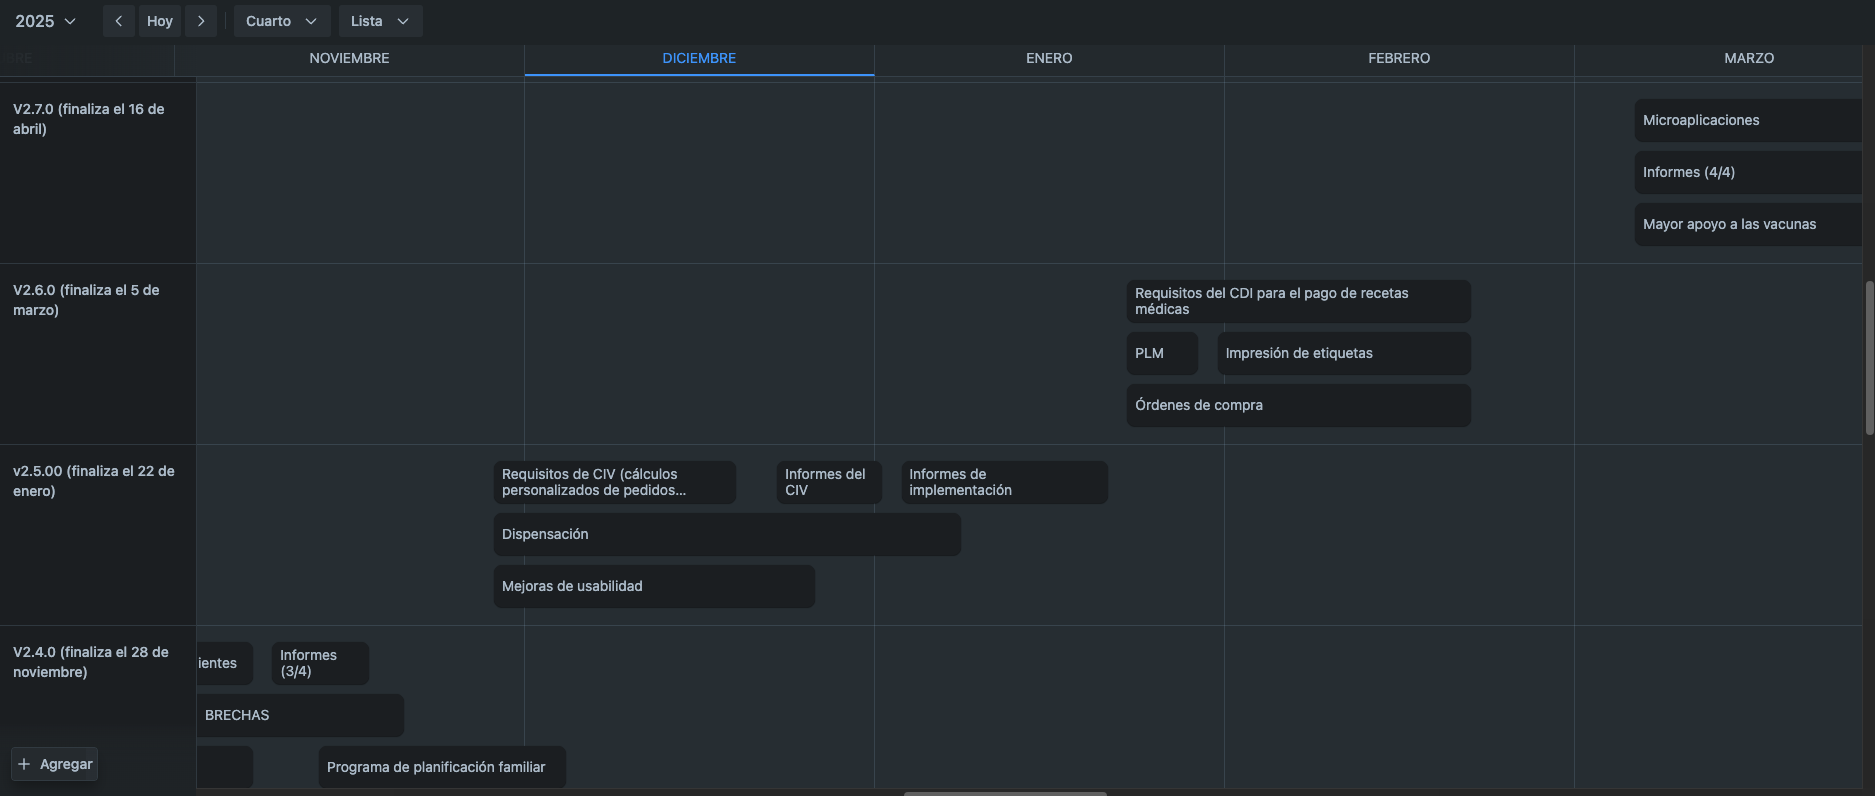 2025
Hoy
Cuarto
Lista
NOVIEMBRE
DICIEMBRE
ENERO
FEBRERO
MARZO
V2.7.0 (finaliza el 16 de
abril)
Microaplicaciones
Informes (4/4)
Mayor apoyo a las vacunas
V2.6.0 (finaliza el 5 de
marzo)
Requisitos del CDI para el pago de recetas
médicas
PLM
Impresión de etiquetas
Órdenes de compra
v2.5.00 (finaliza el 22 de
enero)
Requisitos de CIV (cálculos
personalizados de pedidos...
Informes del
CIV
Informes de
implementación
Dispensación
Mejoras de usabilidad
V2.4.0 (finaliza el 28 de
noviembre)
ientes
Informes
(3/4)
BRECHAS
Programa de planificación familiar
Agregar